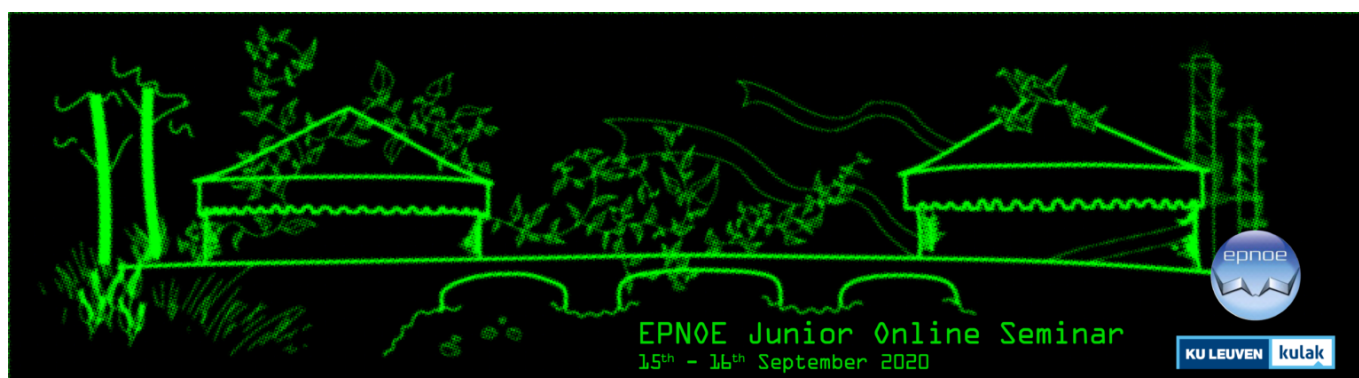 epnoe
EPNOE Junior Online Seminar
15th - 16th September 2020
KU LEUVEN kulak